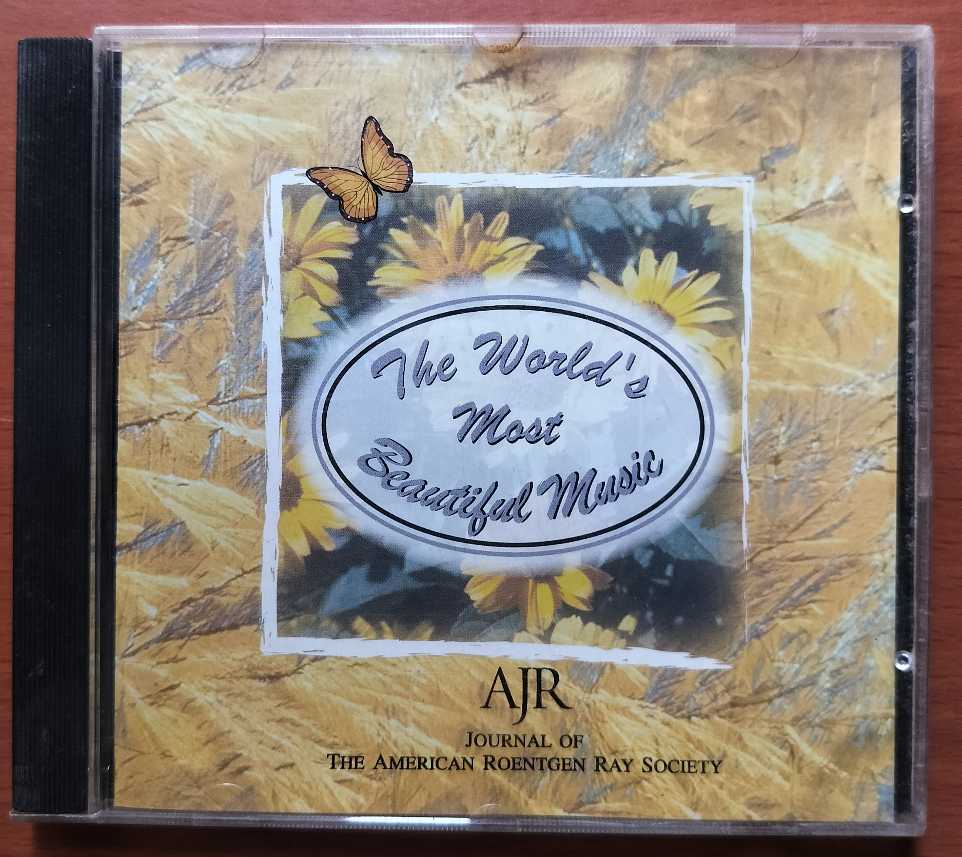 The World's
Most
Beautiful Music
AJR
JOURNAL OF
THE AMERICAN ROENTGEN RAY SOCIETY